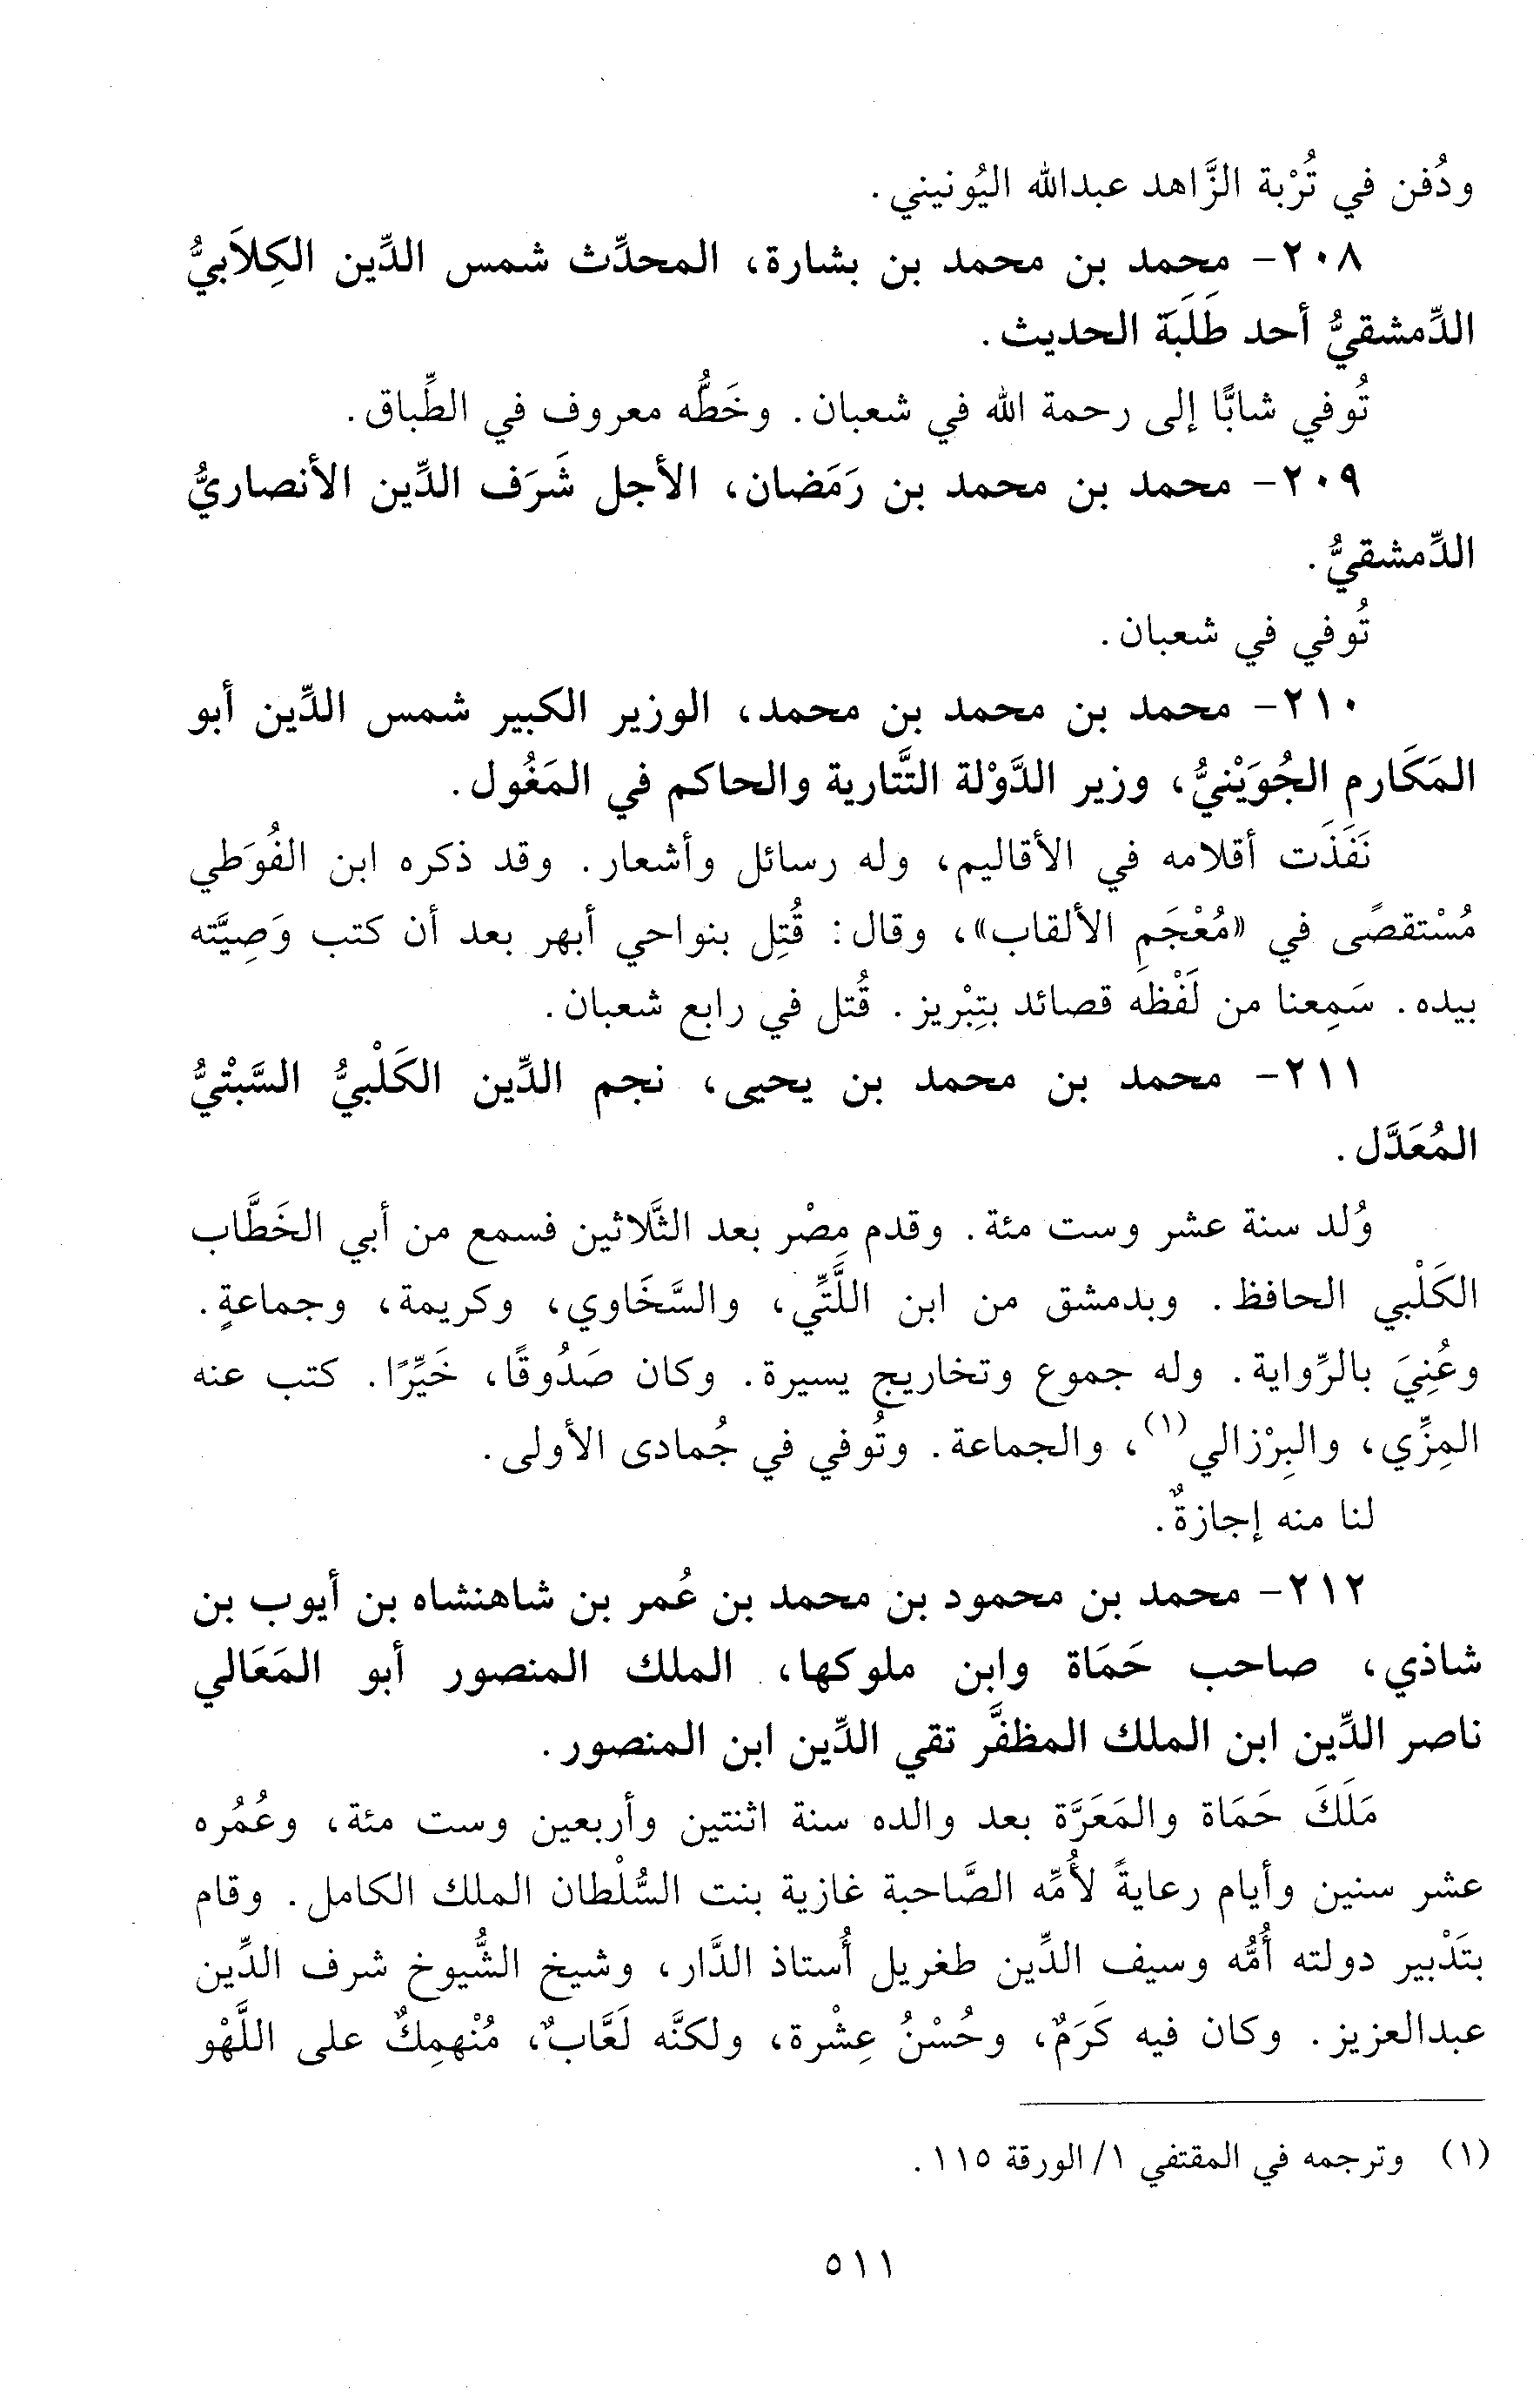 ودُفن في تُرْبة الزَّاهد عبدالله اليُونيني.
٢٠٨- محمد بن محمد بن بشارة، المحدِّث شمس الدِّين الكِلاَبيُّ
الدِّمشقيُّ أحد طَلَبَة الحديث.
تُوفي شابًّا إلى رحمة الله في شعبان. وخَطُّه معروف في الطِّباق.
٢٠٩- محمد بن محمد بن رَمَضان، الأجل شَرَف الدِّين الأنصاريُّ
الدِّمشقيُّ.
تُوفي في شعبان.
٢١٠- محمد بن محمد بن محمد، الوزير الكبير شمس الدِّين أبو
المَكَارم الجُوَيْنيُّ، وزير الدَّوْلة التَّتارية والحاكم في المَغُول.
نَفَذَت أقلامه في الأقاليم، وله رسائل وأشعار. وقد ذكره ابن الفُوَطي
مُسْتقصًى في «مُعْجَمِ الألقاب»، وقال: قُتِل بنواحي أبهر بعد أن كتب وَصِيَّته
بيده. سَمِعنا من لَفْظه قصائد بتِبْريز. قُتل في رابع شعبان.
٢١١- محمد بن محمد بن يحيى، نجم الدِّين الكَلْبيُّ السَّبْتيُّ
المُعَدَّل.
وُلد سنة عشر وست مئة. وقدم مِصْر بعد الثَّلاثين فسمع من أبي الخَطَّاب
الكَلْبي الحافظ. وبدمشق من ابن اللَّتِّي، والسَّخَاوي، وكريمة، وجماعةٍ.
وعُنِيَ بالرِّواية. وله جموع وتخاريج يسيرة. وكان صَدُوقًا، خَيِّرًا. كتب عنه
المِزِّي، والبِرْزالي(١)، والجماعة. وتُوفي في جُمادى الأولى.
لنا منه إجازةٌ.
٢١٢- محمد بن محمود بن محمد بن عُمر بن شاهنشاه بن أيوب بن
شاذي، صاحب حَمَاة وابن ملوكها، الملك المنصور أبو المَعَالي
ناصر الدِّين ابن الملك المظفَّر تقي الدِّين ابن المنصور.
مَلَكَ حَمَاة والمَعَرَّة بعد والده سنة اثنتين وأربعين وست مئة، وعُمُره
عشر سنين وأيام رعايةً لأُمِّه الصَّاحبة غازية بنت السُّلْطان الملك الكامل. وقام
بتَدْبير دولته أُمُّه وسيف الدِّين طغريل أُستاذ الدَّار، وشيخ الشُّيوخ شرف الدِّين
عبدالعزيز. وكان فيه كَرَمٌ، وحُسْنُ عِشْرة، ولكنَّه لَعَّابٌ، مُنْهمِكٌ على اللَّهْو
(١) وترجمه في المقتفي ١/ الورقة ١١٥.
٥١١